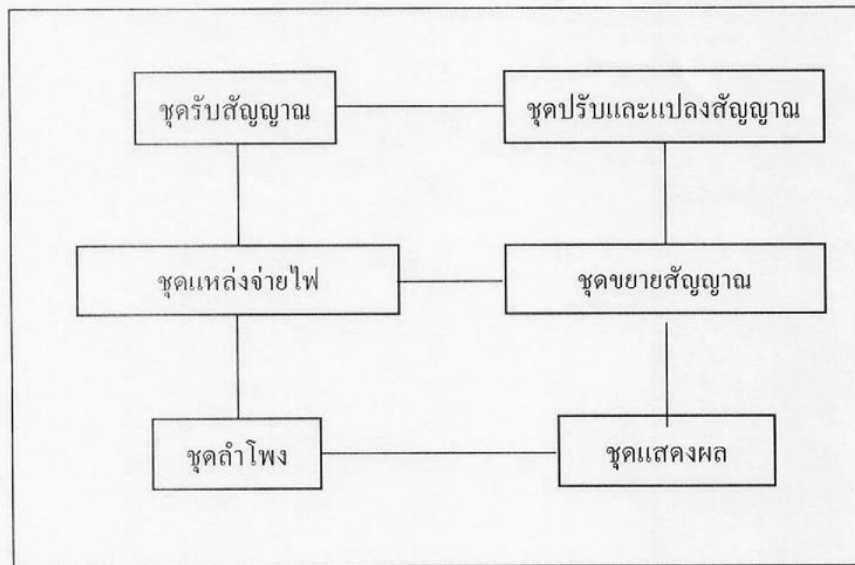 ชุดรับสัญญาณ
ชุดปรับและแปลงสัญญาณ
ชุดแหล่งจ่ายไฟ
ชุดขยายสัญญาณ
ชุดลำโพง
ชุดแสดงผล